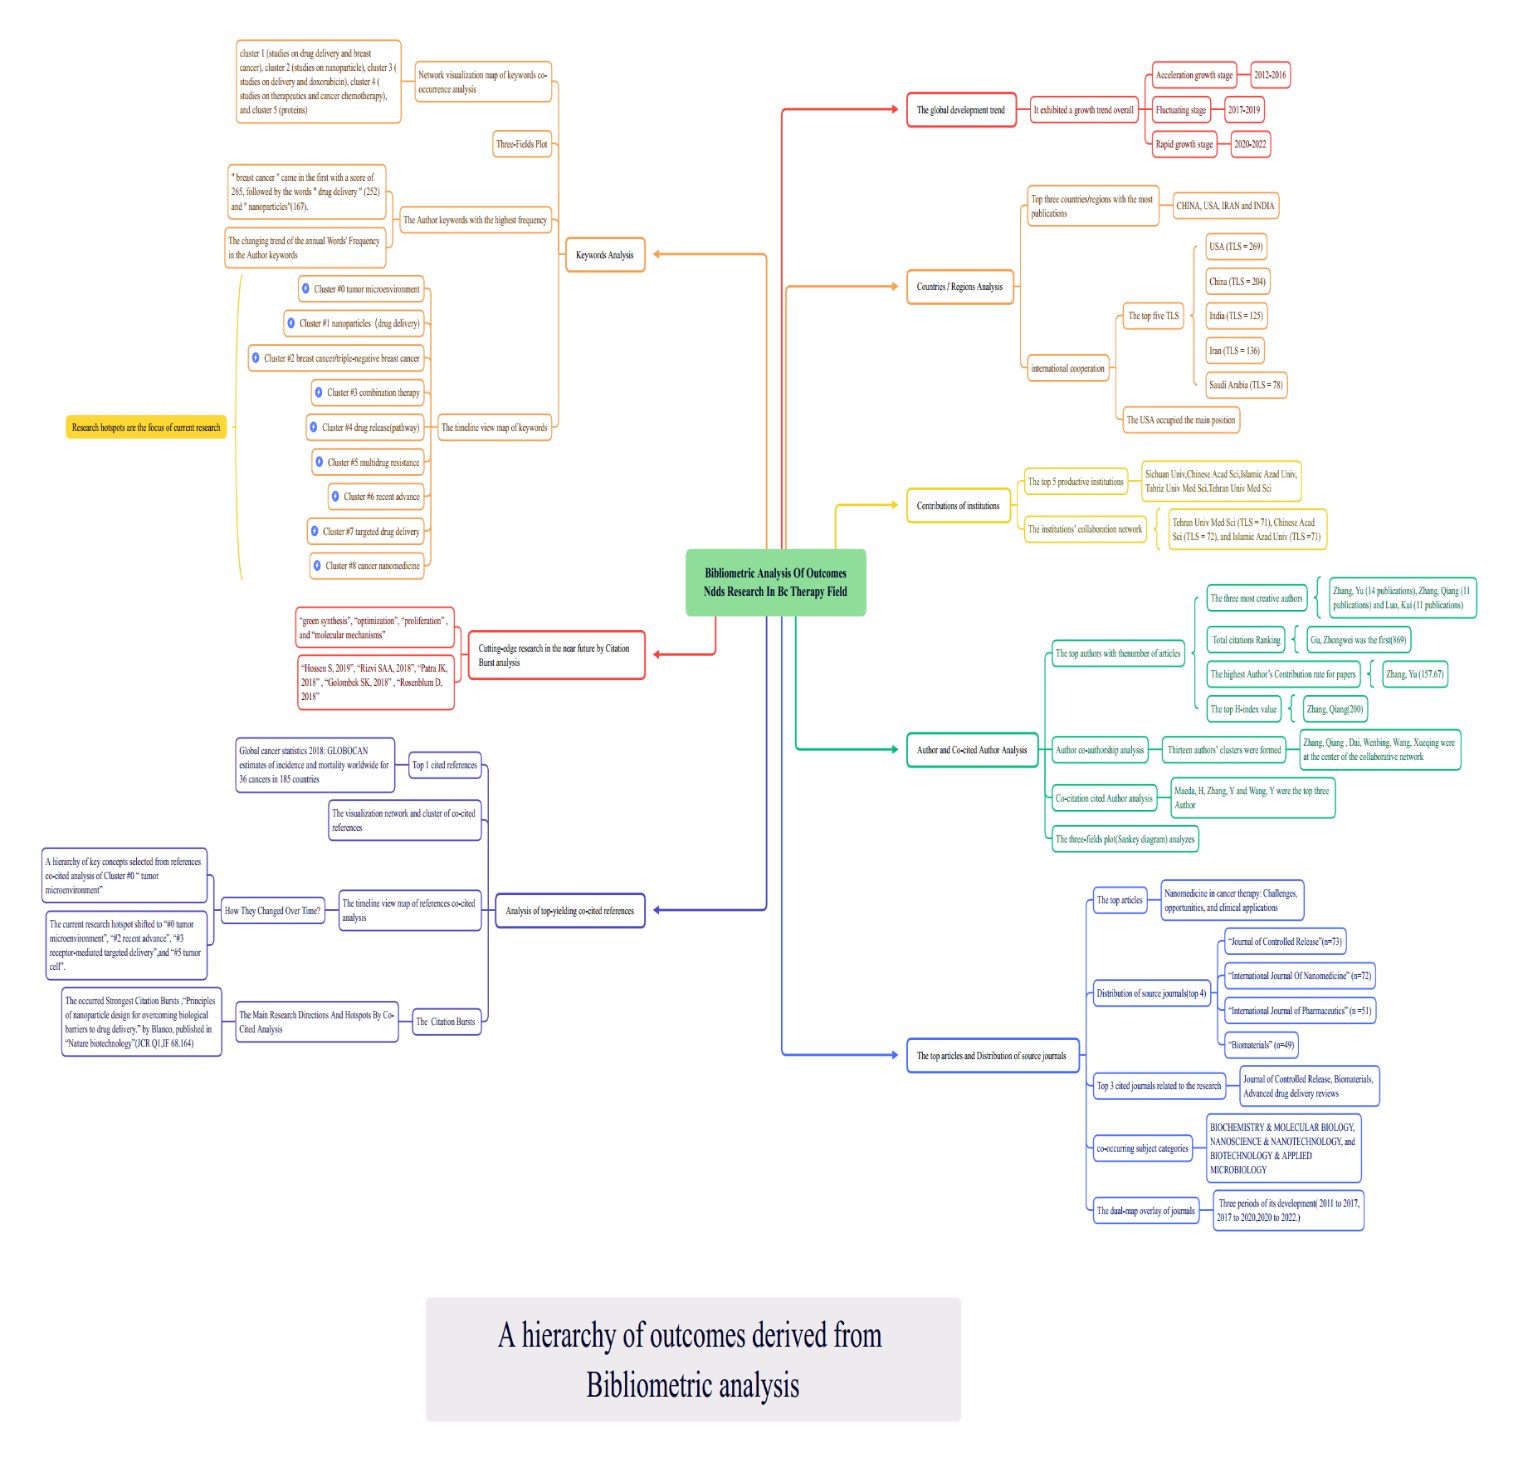 Bibliometric Analysis Of Outcomes
Ndds Research In Bc Therapy Field
Keywords Analysis
Network visualization map of keywords co-
occurrence analysis
cluster 1 (studies on drug delivery and breast
cancer), cluster 2 (studies on nanoparticle), cluster 3 (
studies on delivery and doxorubicin), cluster 4 (
studies on therapeutics and cancer chemotherapy),
and cluster 5 (proteins)
Three-Fields Plot
The Author keywords with the highest frequency
" breast cancer " came in the first with a score of
265, followed by the words " drug delivery " (252)
and " nanoparticles"(167).
The changing trend of the annual Words' Frequency
in the Author keywords
The timeline view map of keywords
Cluster #0 tumor microenvironment
Cluster #1 nanoparticles（drug delivery)
Cluster #2 breast cancer/triple-negative breast cancer
Cluster #3 combination therapy
Cluster #4 drug release(pathway)
Cluster #5 multidrug resistance
Cluster #6 recent advance
Cluster #7 targeted drug delivery
Cluster #8 cancer nanomedicine
Research hotspots are the focus of current research
Cutting-edge research in the near future by Citation
Burst analysis
“green synthesis”, “optimization”, “proliferation” ,
and “molecular mechanisms”
“Hossen S, 2019”, “Rizvi SAA, 2018”, “Patra JK,
2018” , “Golombek SK, 2018” , “Rosenblum D,
2018”
Analysis of top-yielding co-cited references
Top 1 cited references
Global cancer statistics 2018: GLOBOCAN
estimates of incidence and mortality worldwide for
36 cancers in 185 countries
The visualization network and cluster of co-cited
references
The timeline view map of references co-cited
analysis
How They Changed Over Time?
A hierarchy of key concepts selected from references
co-cited analysis of Cluster #0 “ tumor
microenvironment”
The current research hotspot shifted to “#0 tumor
microenvironment”, “#2 recent advance”, “#3
receptor-mediated targeted delivery”,and “#5 tumor
cell”.
The Citation Bursts
The Main Research Directions And Hotspots By Co-
Cited Analysis
The occurred Strongest Citation Bursts ,“Principles
of nanoparticle design for overcoming biological
barriers to drug delivery.” by Blanco, published in
“Nature biotechnology”(JCR Q1,IF 68.164)
The global development trend
It exhibited a growth trend overall
Acceleration growth stage
2012-2016
Fluctuating stage
2017-2019
Rapid growth stage
2020-2022
Countries / Regions Analysis
Top three countries/regions with the most
publications
CHINA, USA, IRAN and INDIA
international cooperation
The top five TLS
USA (TLS = 269)
China (TLS = 204)
India (TLS = 125)
Iran (TLS = 136)
Saudi Arabia (TLS = 78)
The USA occupied the main position
Contributions of institutions
The top 5 productive institutions
Sichuan Univ,Chinese Acad Sci,Islamic Azad Univ,
Tabriz Univ Med Sci,Tehran Univ Med Sci
The institutions’ collaboration network
Tehran Univ Med Sci (TLS = 71), Chinese Acad
Sci (TLS = 72), and Islamic Azad Univ (TLS =71)
Author and Co-cited Author Analysis
The top authors with thenumber of articles
The three most creative authors
Zhang, Yu (14 publications), Zhang, Qiang (11
publications) and Luo, Kui (11 publications)
Total citations Ranking
Gu, Zhongwei was the first(869)
The highest Author’s Contribution rate for papers
Zhang, Yu (157.67)
The top H-index value
Zhang, Qiang(200)
Author co-authorship analysis
Thirteen authors’ clusters were formed
Zhang, Qiang , Dai, Wenbing, Wang, Xueqing were
at the center of the collaborative network
Co-citation cited Author analysis
Maeda, H, Zhang, Y and Wang, Y were the top three
Author
The three-fields plot(Sankey diagram) analyzes
The top articles and Distribution of source journals
The top articles
Nanomedicine in cancer therapy: Challenges,
opportunities, and clinical applications
Distribution of source journals(top 4)
“Journal of Controlled Release”(n=73)
“International Journal Of Nanomedicine” (n=72)
“International Journal of Pharmaceutics” (n =51)
“Biomaterials” (n=49)
Top 3 cited journals related to the research
Journal of Controlled Release, Biomaterials,
Advanced drug delivery reviews
co-occurring subject categories
BIOCHEMISTRY & MOLECULAR BIOLOGY,
NANOSCIENCE & NANOTECHNOLOGY, and
BIOTECHNOLOGY & APPLIED
MICROBIOLOGY
The dual-map overlay of journals
Three periods of its development( 2011 to 2017,
2017 to 2020,2020 to 2022.)
A hierarchy of outcomes derived from
Bibliometric analysis